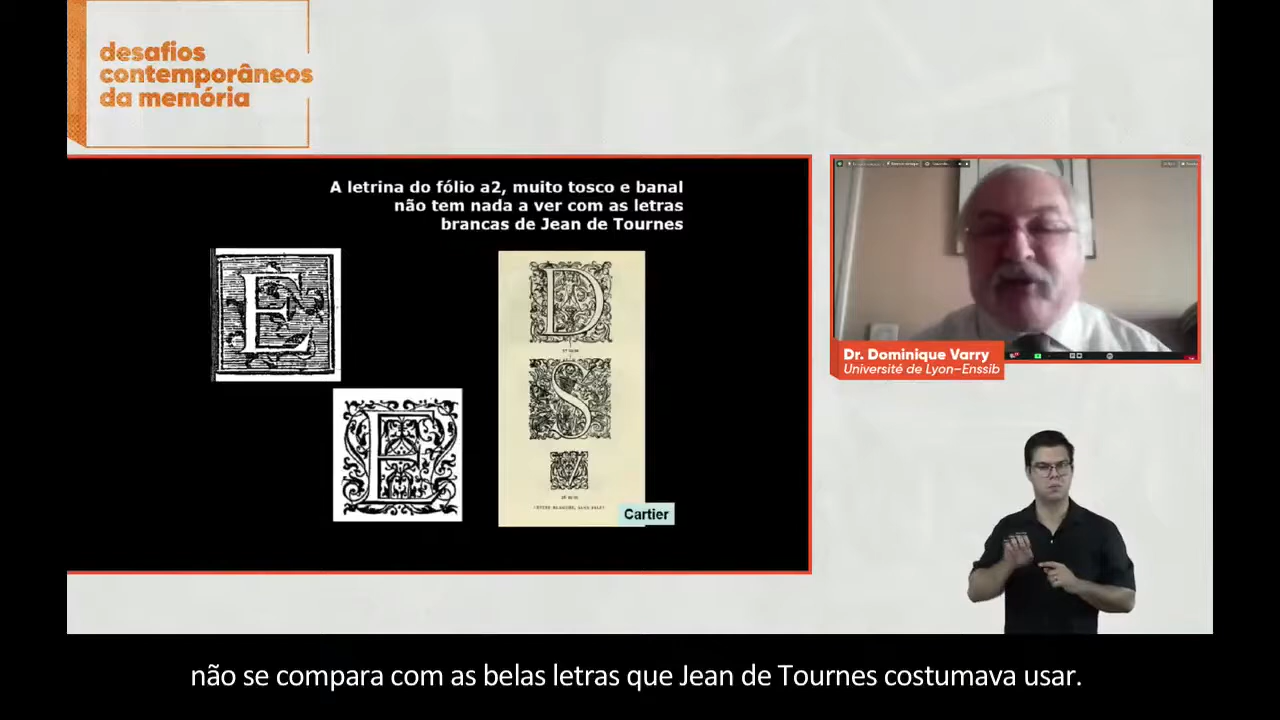 desafios
contemporâneos
da memória
A letrina do fólio a2, muito tosco e banal
não tem nada a ver com as letras
brancas de Jean de Tournes
E
E
D
S
V
Cartier
Dr. Dominique Varry
Université de Lyon–Enssib
não se compara com as belas letras que Jean de Tournes costumava usar.